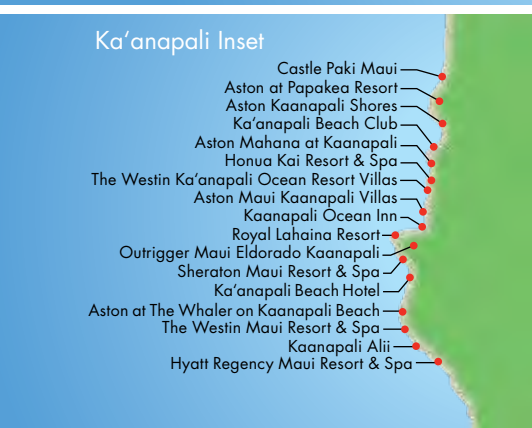 Ka‘anapali Inset
Castle Paki Maui
Aston at Papakea Resort
Aston Kaanapali Shores
Ka‘anapali Beach Club
Aston Mahana at Kaanapali
Honua Kai Resort & Spa
The Westin Ka‘anapali Ocean Resort Villas
Aston Maui Kaanapali Villas
Kaanapali Ocean Inn
Royal Lahaina Resort
Outrigger Maui Eldorado Kaanapali
Sheraton Maui Resort & Spa
Ka‘anapali Beach Hotel
Aston at The Whaler on Kaanapali Beach
The Westin Maui Resort & Spa
Kaanapali Alii
Hyatt Regency Maui Resort & Spa